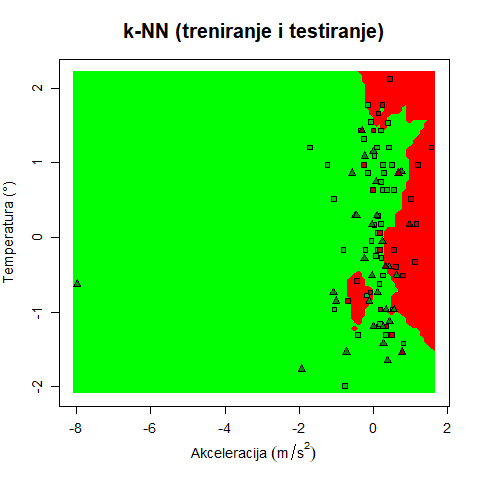 k-NN (treniranje i testiranje)
Temperatura (°)
2
1
0
-1
-2
-8 -6 -4 -2 0 2
Akceleracija (m/s²)